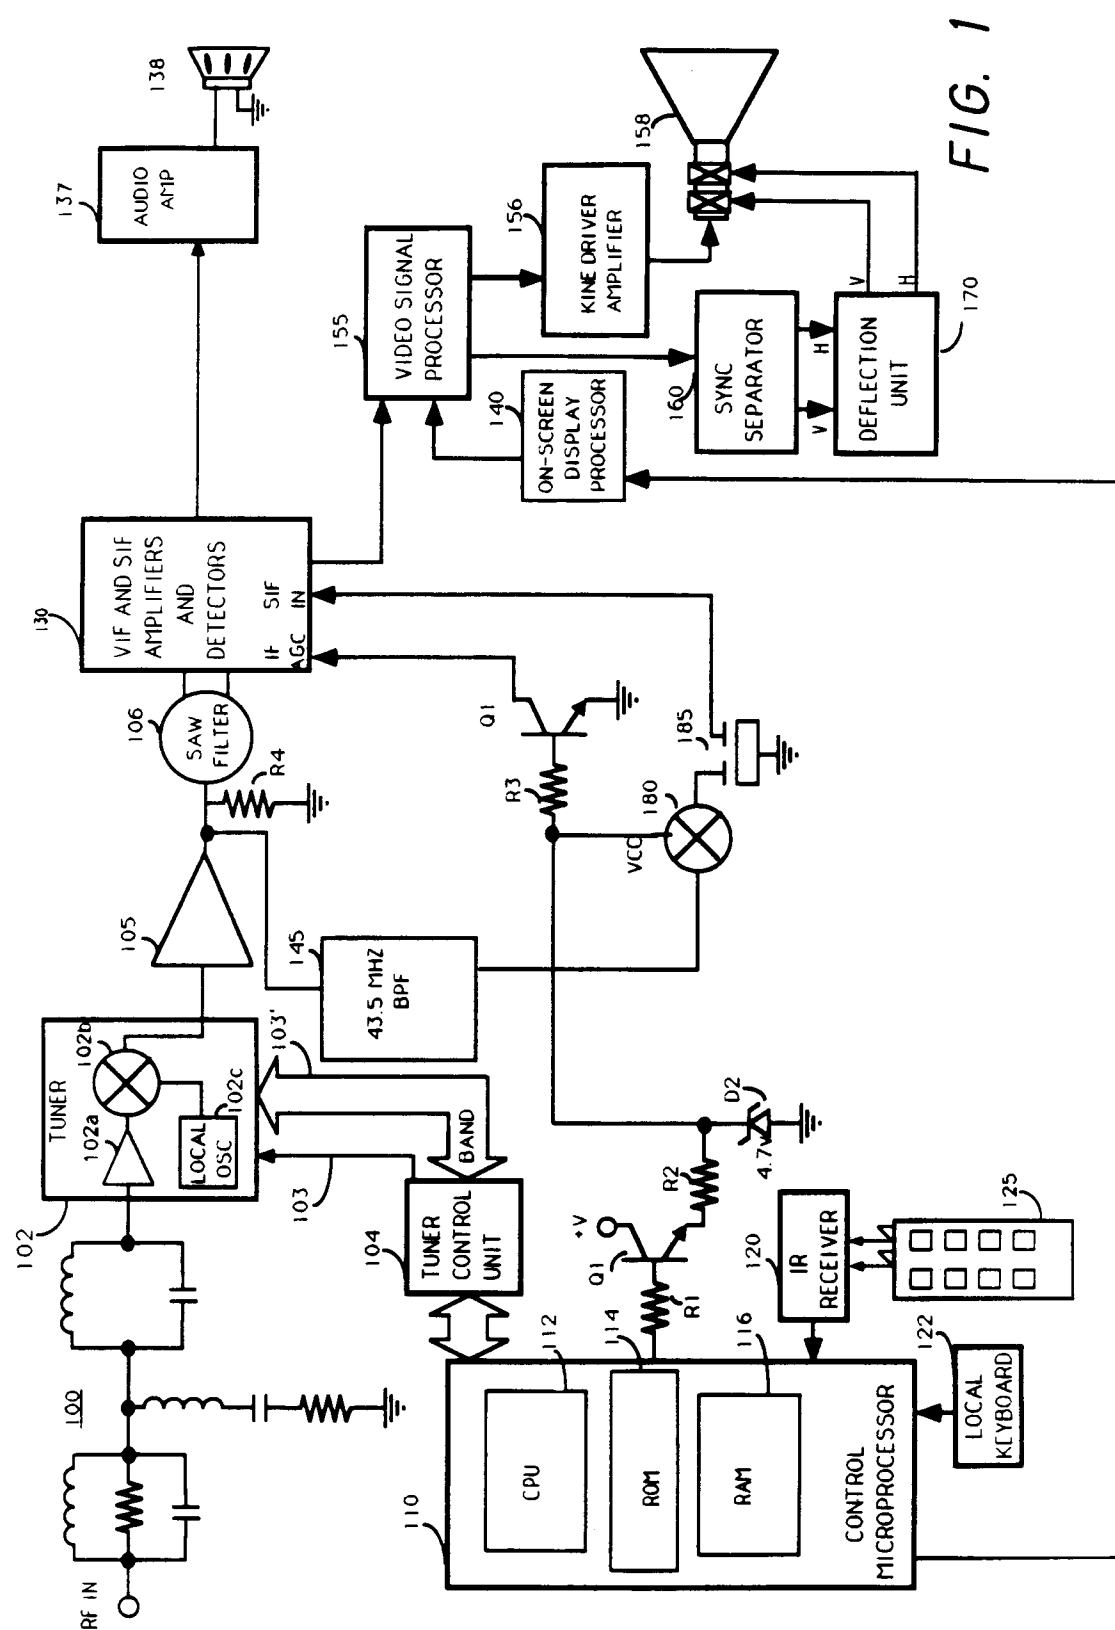 RF IN
100
102
TUNER
102a
102b
LOCAL
OSC
102c
103
103'
BAND
104
TUNER
CONTROL
UNIT
105
106
SAW
FILTER
R4
130
VIF AND SIF
AMPLIFIERS
AND
DETECTORS
IF
AGC
SIF
IN
137
AUDIO
AMP
138
145
43.5 MHZ
BPF
155
VIDEO SIGNAL
PROCESSOR
140
ON-SCREEN
DISPLAY
PROCESSOR
156
KINE DRIVER
AMPLIFIER
158
160
SYNC
SEPARATOR
V
H
DEFLECTION
UNIT
V
H
170
Q1
R3
VCC
180
185
110
CPU
112
ROM
114
RAM
116
CONTROL
MICROPROCESSOR
R1
Q1
+V
R2
D2
4.7v
120
IR
RECEIVER
122
LOCAL
KEYBOARD
125
FIG. 1